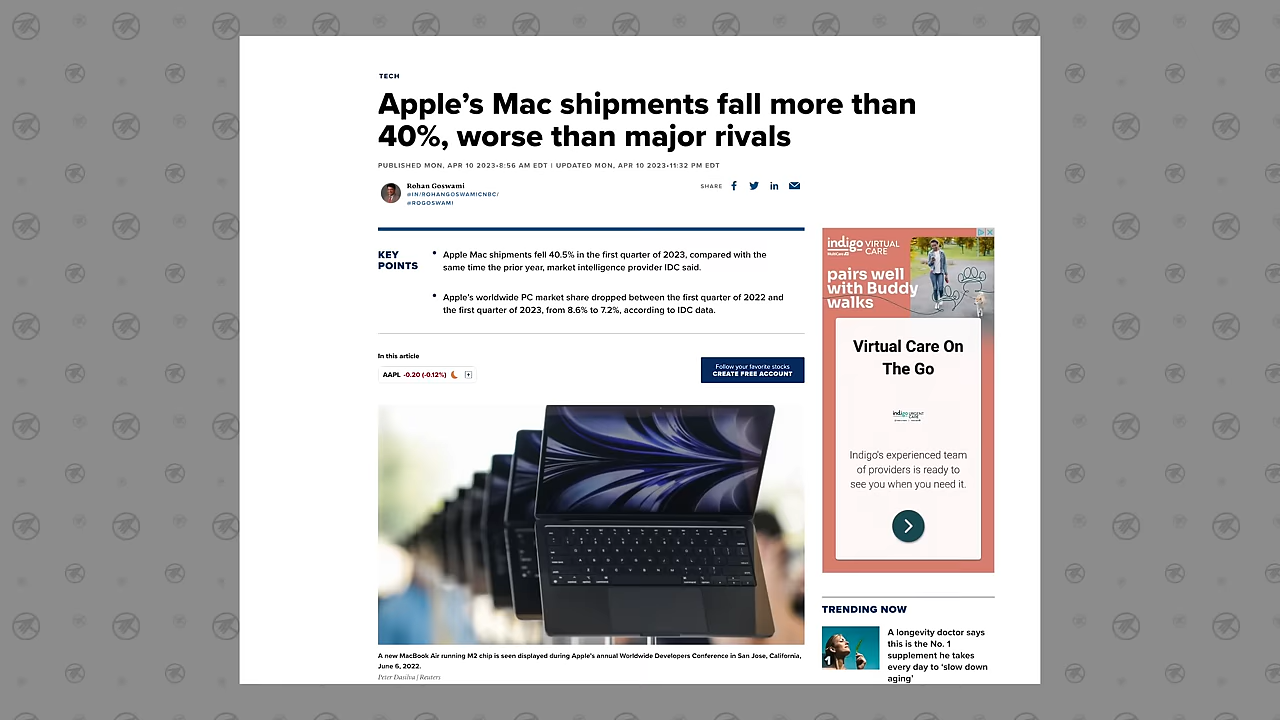 TECH
Apple's Mac shipments fall more than
40%, worse than major rivals
PUBLISHED MON, APR 10 2023•8:56 AM EDT | UPDATED MON, APR 10 2023•11:32 PM EDT
Rohan Goswami
@IN/ROHANGOSWAMICNBC/
@ROGOSWAMI
SHARE
KEY
POINTS
• Apple Mac shipments fell 40.5% in the first quarter of 2023, compared with the
same time the prior year, market intelligence provider IDC said.
• Apple's worldwide PC market share dropped between the first quarter of 2022 and
the first quarter of 2023, from 8.6% to 7.2%, according to IDC data.
In this article
AAPL -0.20 (-0.12%)
Follow your favorite stocks
CREATE FREE ACCOUNT
A new MacBook Air running M2 chip is seen displayed during Apple's annual Worldwide Developers Conference in San Jose, California,
June 6, 2022.
Peter Dasilva | Reuters
indigo VIRTUAL
CARE
MultiCare
pairs well
with Buddy
walks
Virtual Care On
The Go
indigo URGENT
CARE
Indigo's experienced team
of providers is ready to
see you when you need it.
TRENDING NOW
1
A longevity doctor says
this is the No. 1
supplement he takes
every day to 'slow down
aging'